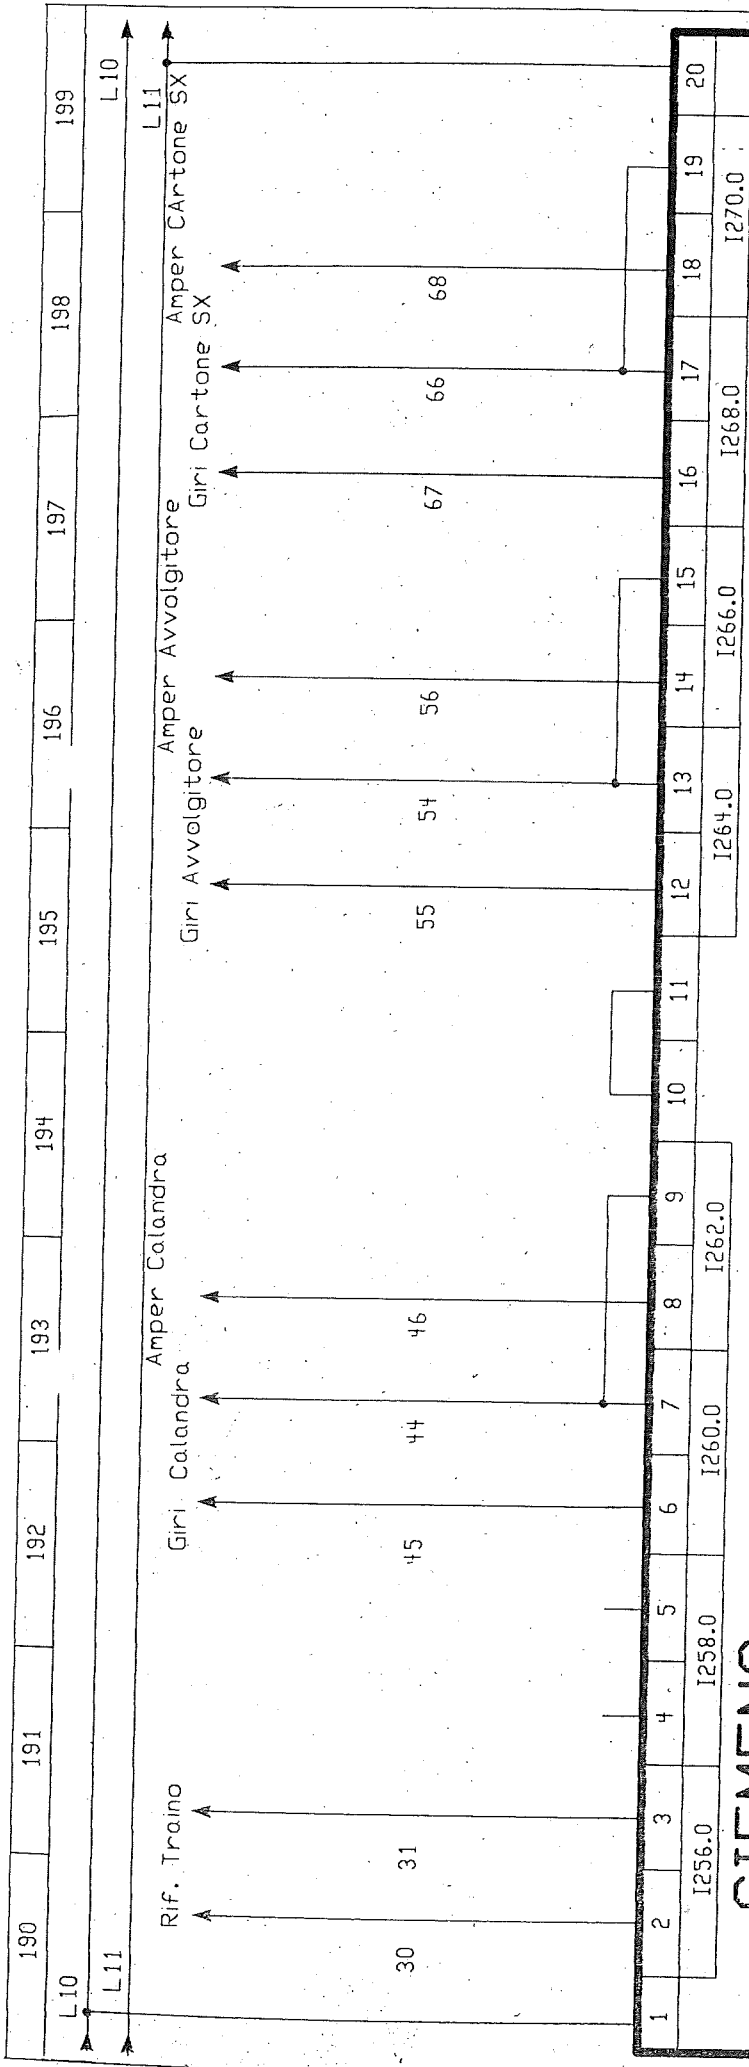 190 191 192 193 194 195 196 197 198 199
L10 L10
L11 L11
Rif. Traino
Giri Calandra
Amper Calandra
Giri Avvolgitore
Amper Avvolgitore
Giri Cartone SX
Amper CArtone SX
30 31 45 44 46 55 54 56 67 66 68
1 2 3 4 5 6 7 8 9 10 11 12 13 14 15 16 17 18 19 20
I256.0 I258.0 I260.0 I262.0 I264.0 I266.0 I268.0 I270.0
SIEMENS